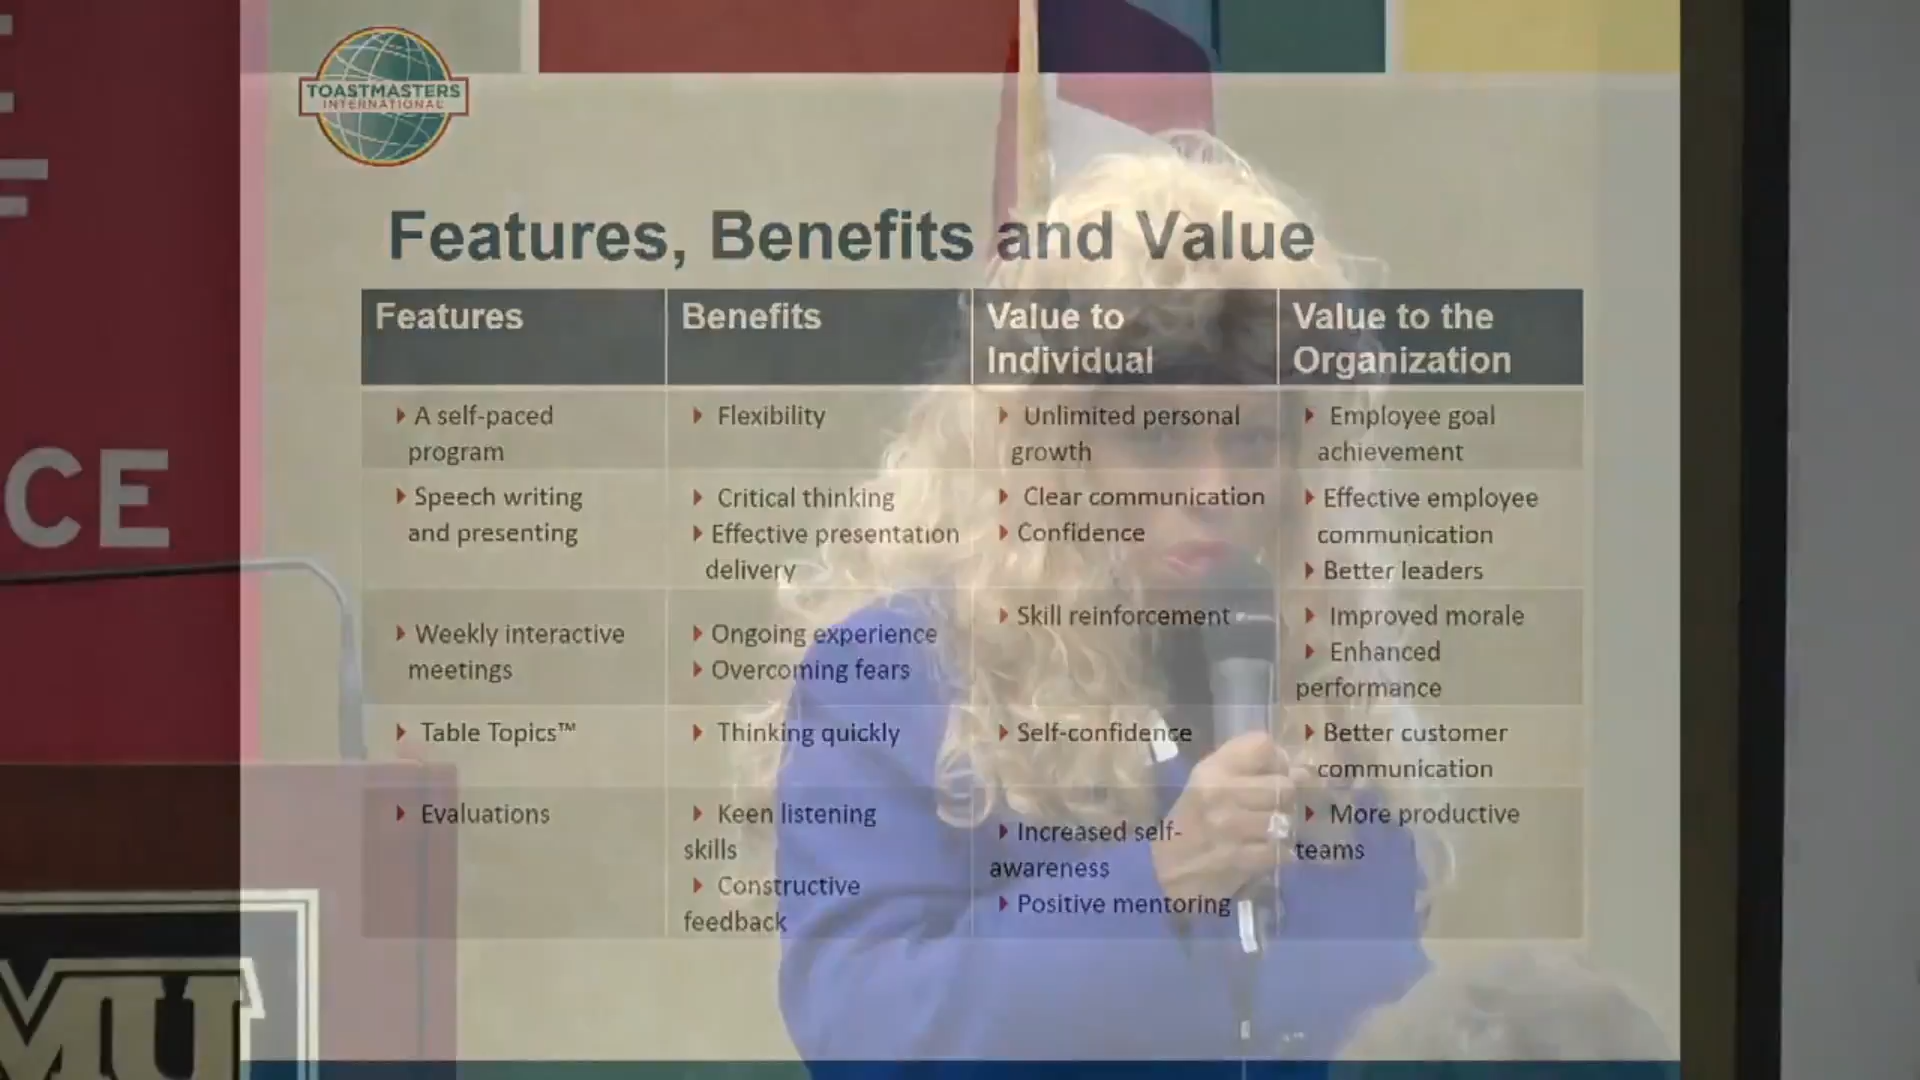 TOASTMASTERS
INTERNATIONAL
Features, Benefits and Value
Features
Benefits
Value to
Individual
Value to the
Organization
A self-paced
program
Flexibility
Unlimited personal
growth
Employee goal
achievement
Speech writing
and presenting
Critical thinking
Effective presentation
delivery
Clear communication
Confidence
Effective employee
communication
Better leaders
Weekly interactive
meetings
Ongoing experience
Overcoming fears
Skill reinforcement
Improved morale
Enhanced
performance
Table Topics™
Thinking quickly
Self-confidence
Better customer
communication
Evaluations
Keen listening
skills
Constructive
feedback
Increased self-
awareness
Positive mentoring
More productive
teams
CE
MU